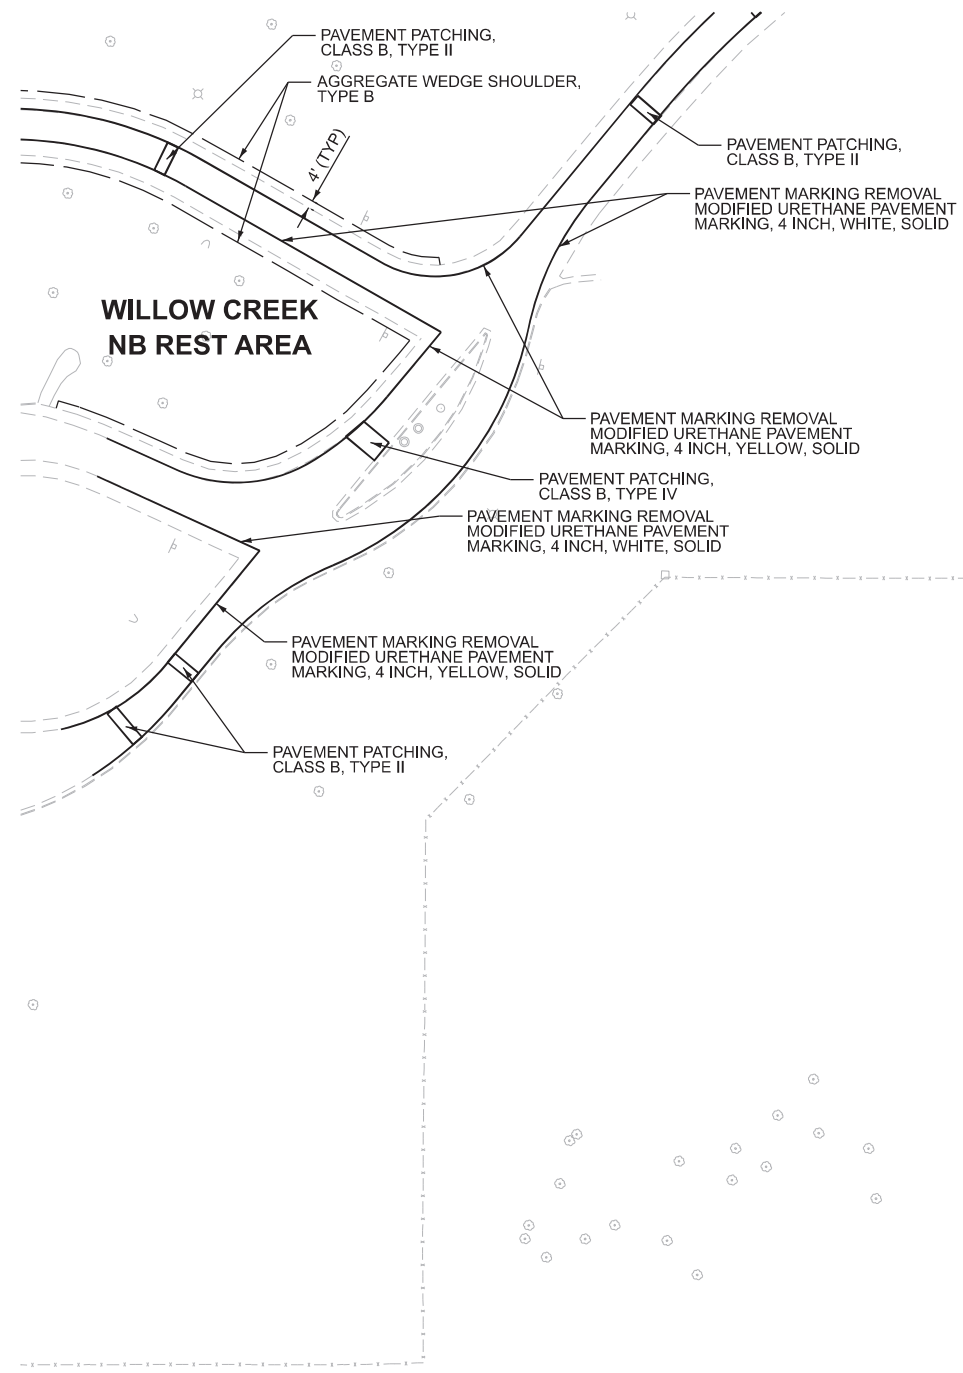 PAVEMENT PATCHING,
CLASS B, TYPE II
AGGREGATE WEDGE SHOULDER,
TYPE B
4' (TYP)
PAVEMENT PATCHING,
CLASS B, TYPE II
PAVEMENT MARKING REMOVAL
MODIFIED URETHANE PAVEMENT
MARKING, 4 INCH, WHITE, SOLID
WILLOW CREEK
NB REST AREA
PAVEMENT MARKING REMOVAL
MODIFIED URETHANE PAVEMENT
MARKING, 4 INCH, YELLOW, SOLID
PAVEMENT PATCHING,
CLASS B, TYPE IV
PAVEMENT MARKING REMOVAL
MODIFIED URETHANE PAVEMENT
MARKING, 4 INCH, WHITE, SOLID
PAVEMENT MARKING REMOVAL
MODIFIED URETHANE PAVEMENT
MARKING, 4 INCH, YELLOW, SOLID
PAVEMENT PATCHING,
CLASS B, TYPE II